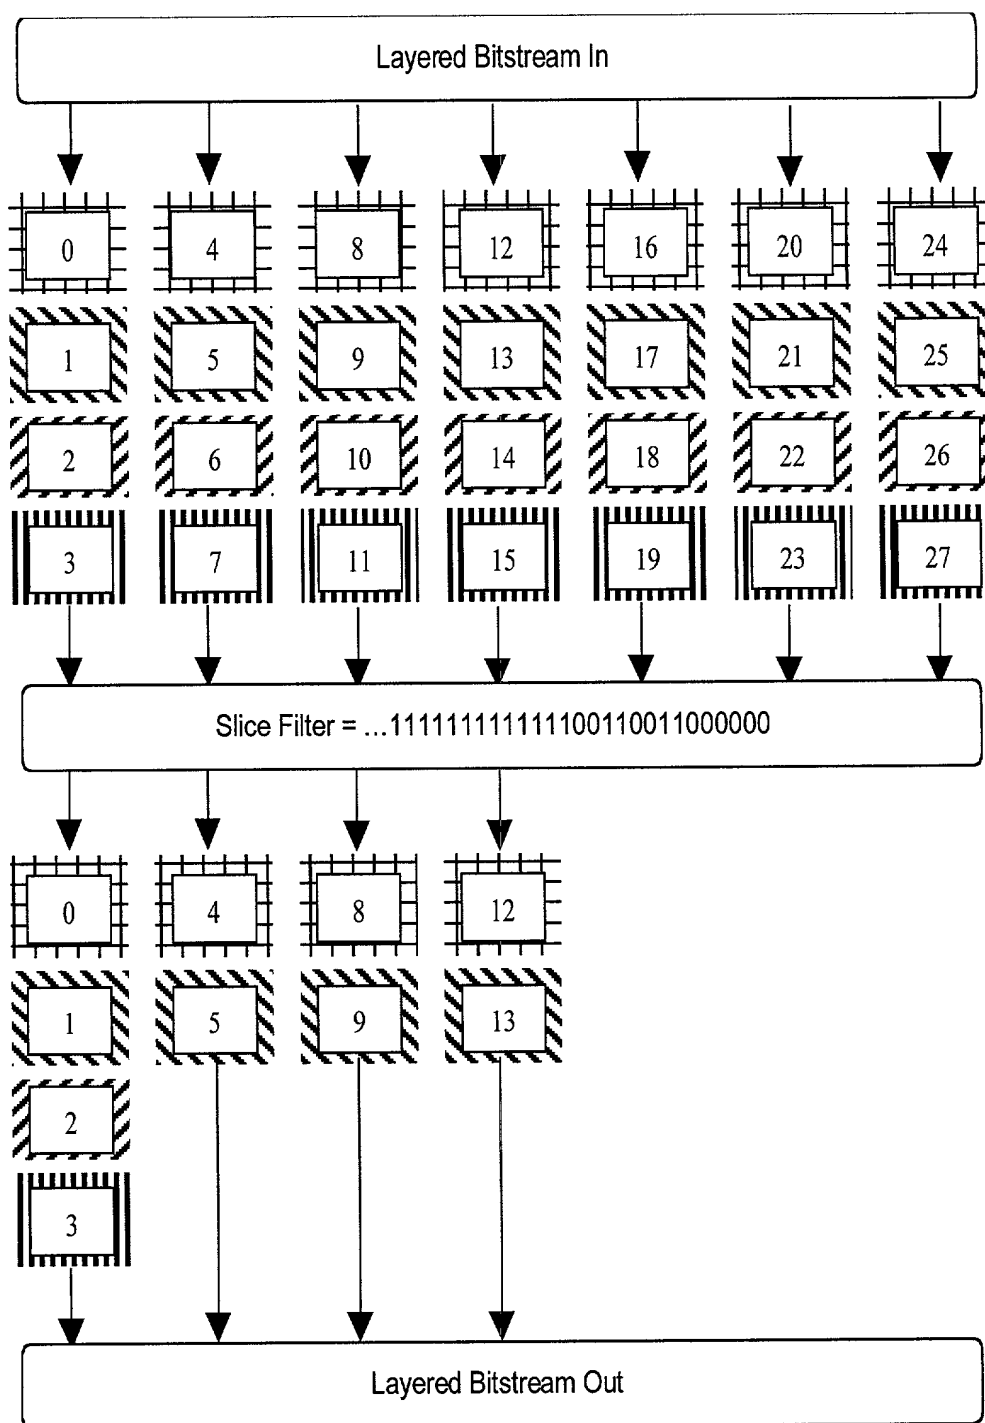 Layered Bitstream In
0 4 8 12 16 20 24
1 5 9 13 17 21 25
2 6 10 14 18 22 26
3 7 11 15 19 23 27
Slice Filter = ...1111111111111100110011000000
0 4 8 12
1 5 9 13
2
3
Layered Bitstream Out